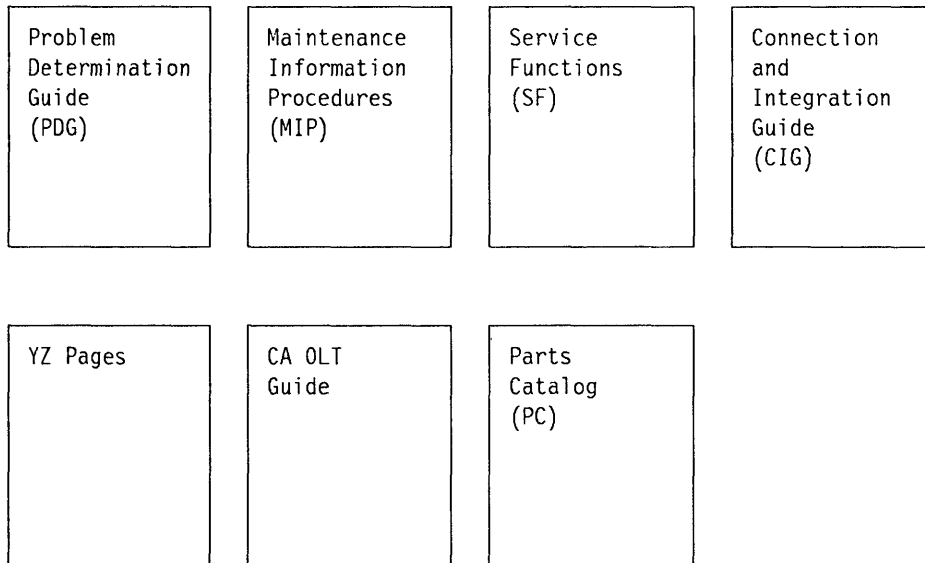 Problem
Determination
Guide
(PDG)
Maintenance
Information
Procedures
(MIP)
Service
Functions
(SF)
Connection
and
Integration
Guide
(CIG)
YZ Pages
CA OLT
Guide
Parts
Catalog
(PC)